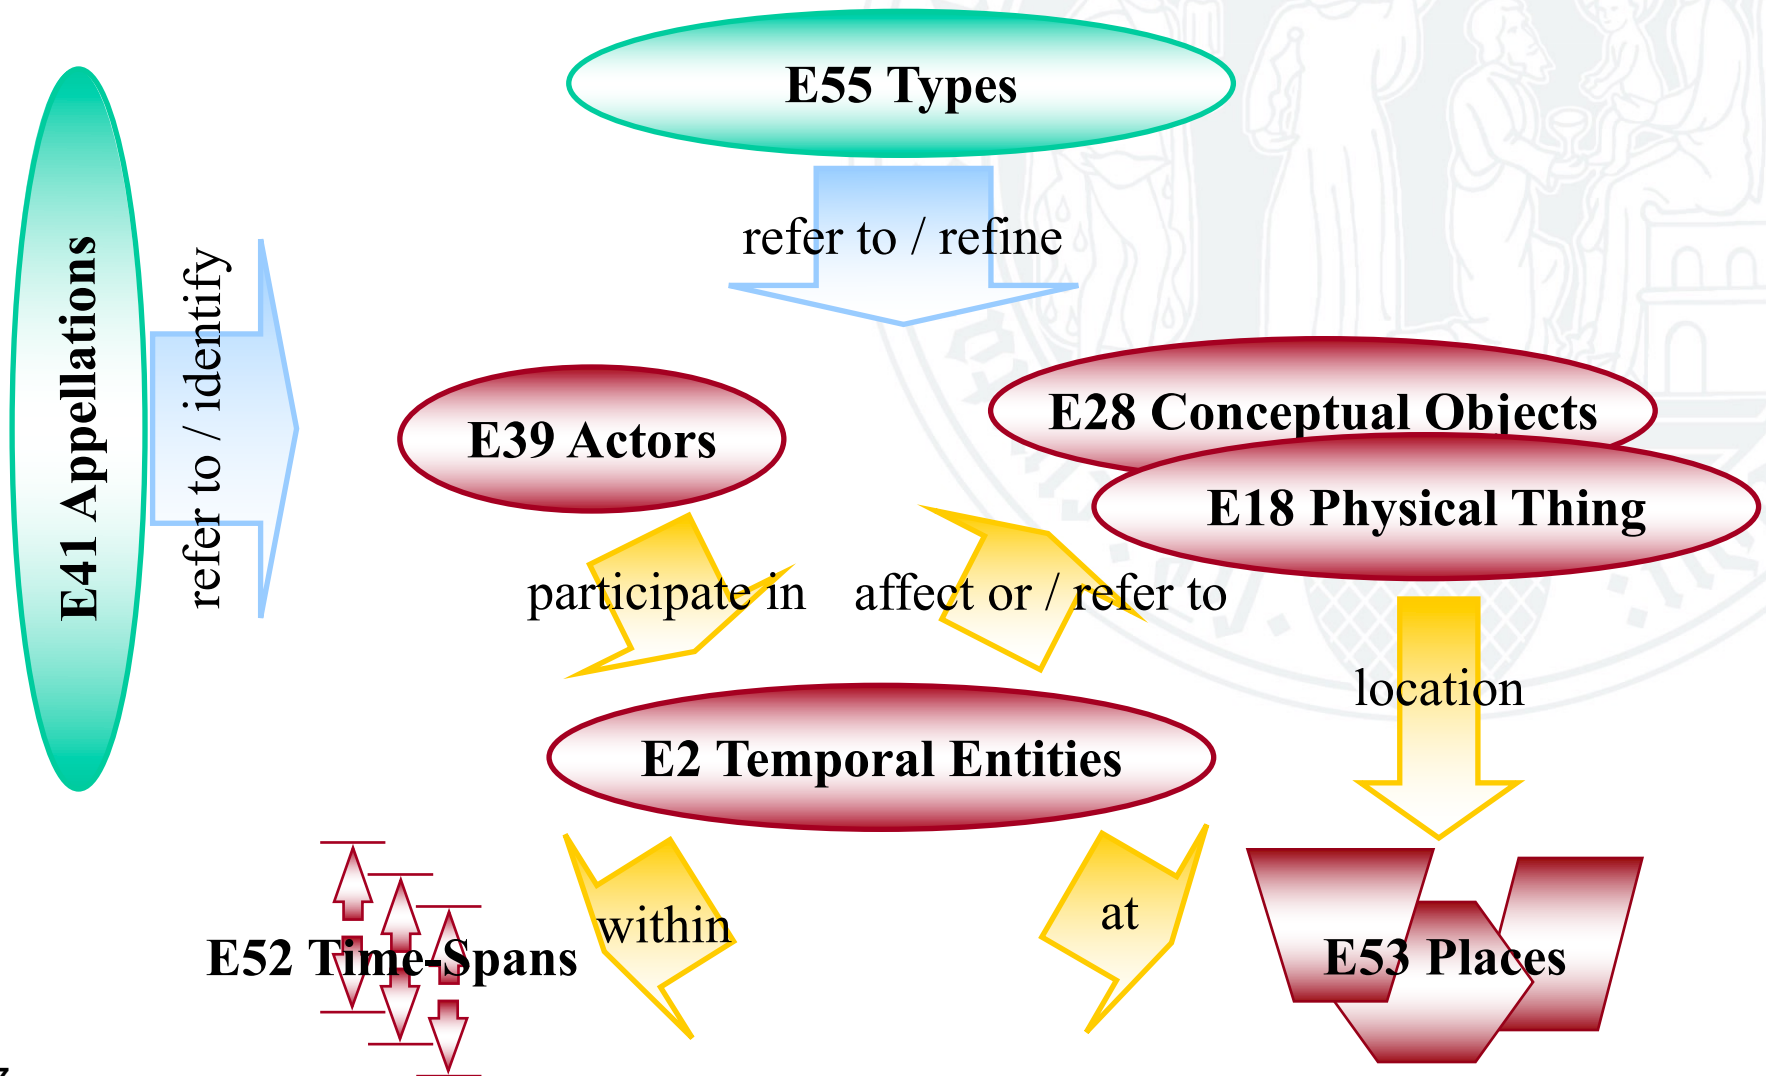 E55 Types
refer to / refine
E41 Appellations
refer to / identify
E39 Actors
E28 Conceptual Objects
E18 Physical Thing
participate in
affect or / refer to
location
E2 Temporal Entities
within
at
E52 Time-Spans
E53 Places